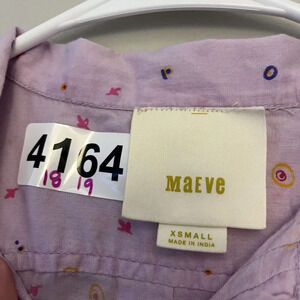 4164
18 19
MaEve
XSMALL
MADE IN INDIA